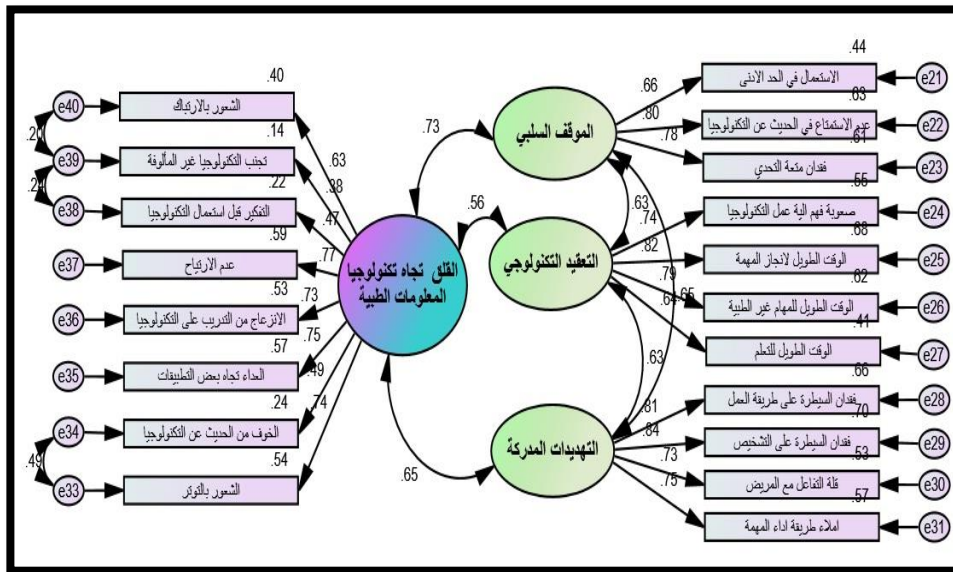 .40
e40
الشعور بالارتباك
.20
.14
e39
تجنب التكنولوجيا غير المألوفة
.22
e38
التفكير قبل استعمال التكنولوجيا
.59
e37
عدم الارتياح
.53
e36
الانزعاج من التدريب على التكنولوجيا
.57
e35
العداء تجاه بعض التطبيقات
.24
e34
الخوف من الحديث عن التكنولوجيا
.49
.54
e33
الشعور بالتوتر
.63
.38
.47
.77
.73
.75
.49
.74
القلق تجاه تكنولوجيا
المعلومات الطبية
.73
.56
.65
الموقف السلبي
التعقيد التكنولوجي
التهديدات المدركة
.63
.65
.63
.66
.80
.78
.74
.82
.79
.64
.81
.84
.73
.75
.44
الاستعمال في الحد الادنى
e21
.63
عدم الاستمتاع في الحديث عن التكنولوجيا
e22
.61
فقدان متعة التحدي
e23
.55
صعوبة فهم الية عمل التكنولوجيا
e24
.68
الوقت الطويل لانجاز المهمة
e25
.62
الوقت الطويل للمهام غير الطبية
e26
.41
الوقت الطويل للتعلم
e27
.66
فقدان السيطرة على طريقة العمل
e28
.70
فقدان السيطرة على التشخيص
e29
.53
قلة التفاعل مع المريض
e30
.57
املاء طريقة اداء المهمة
e31